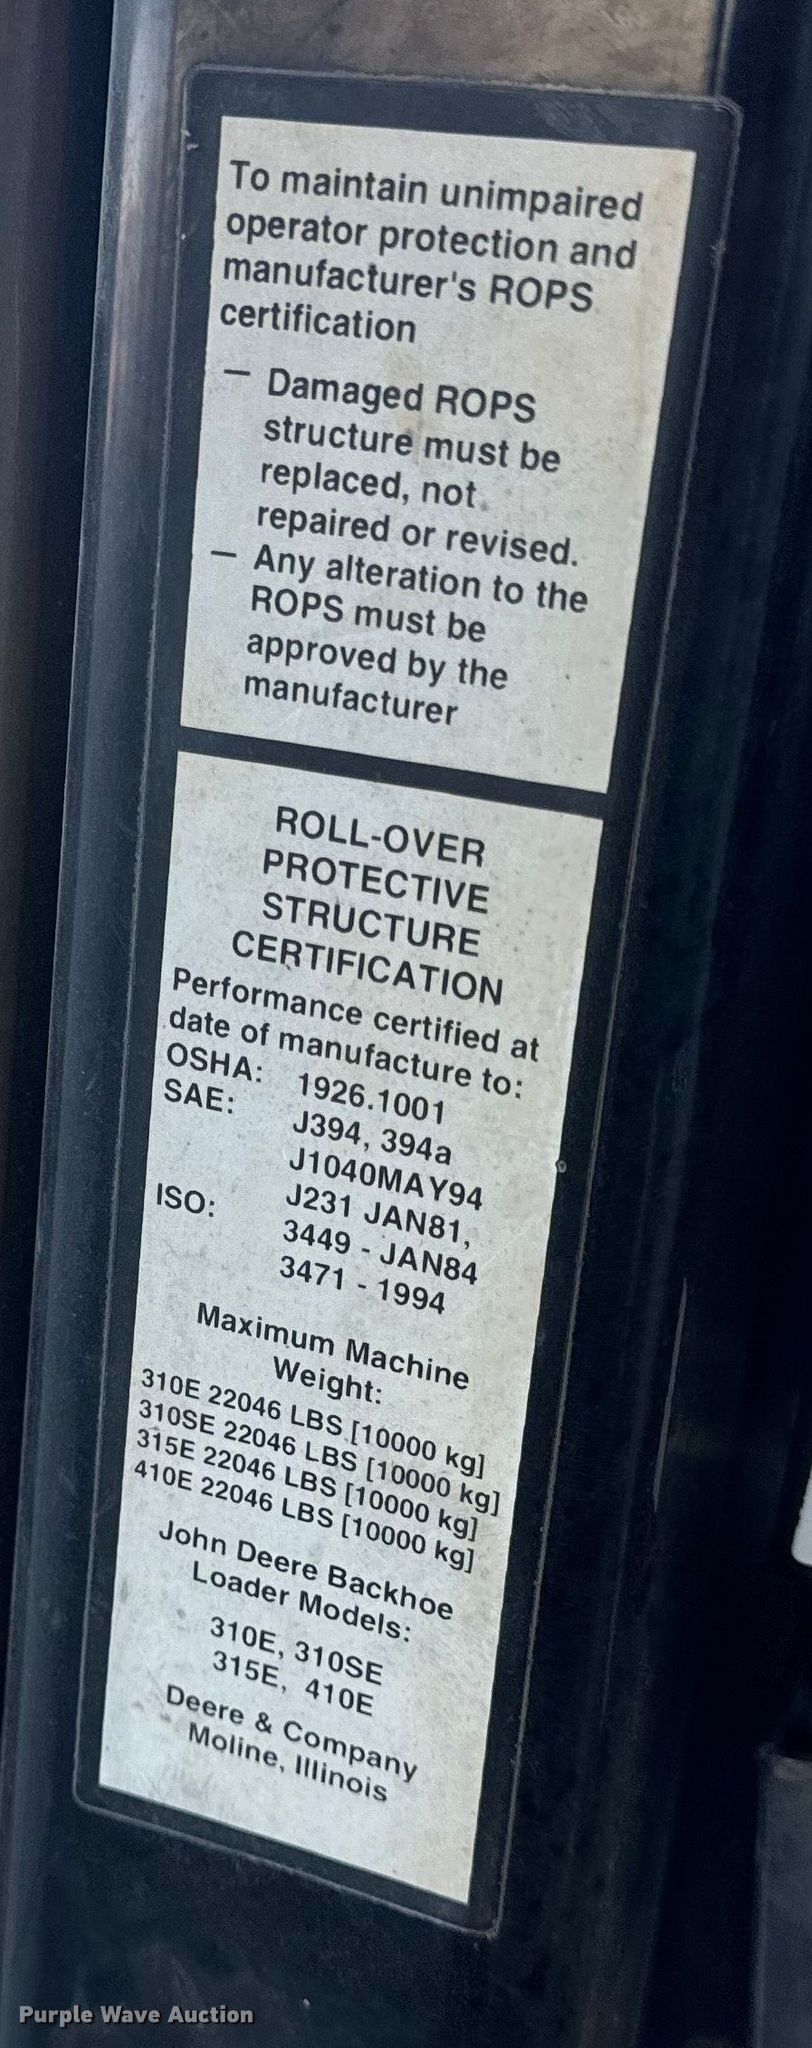 To maintain unimpaired
operator protection and
manufacturer's ROPS
certification
— Damaged ROPS
structure must be
replaced, not
repaired or revised.
— Any alteration to the
ROPS must be
approved by the
manufacturer
ROLL-OVER
PROTECTIVE
STRUCTURE
CERTIFICATION
Performance certified at
date of manufacture to:
OSHA: 1926.1001
SAE: J394, 394a
J1040MAY94
J231 JAN81,
ISO: 3449 - JAN84
3471 - 1994
Maximum Machine
Weight:
310E 22046 LBS [10000 kg]
310SE 22046 LBS [10000 kg]
315E 22046 LBS [10000 kg]
410E 22046 LBS [10000 kg]
John Deere Backhoe
Loader Models:
310E, 310SE
315E, 410E
Deere & Company
Moline, Illinois
Purple Wave Auction